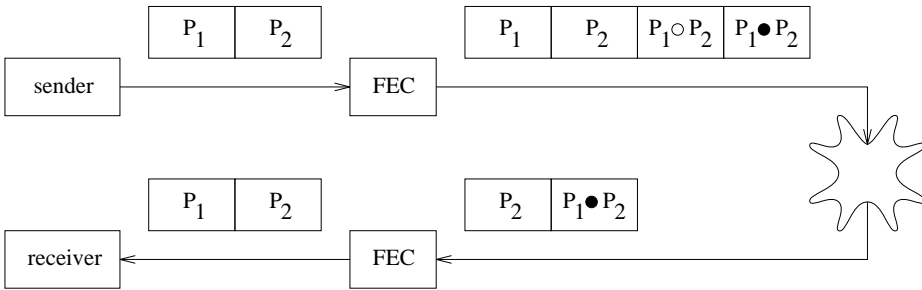 P₁ P₂ P₁ P₂ P₁○P₂ P₁●P₂
sender FEC
P₁ P₂ P₂ P₁●P₂
receiver FEC